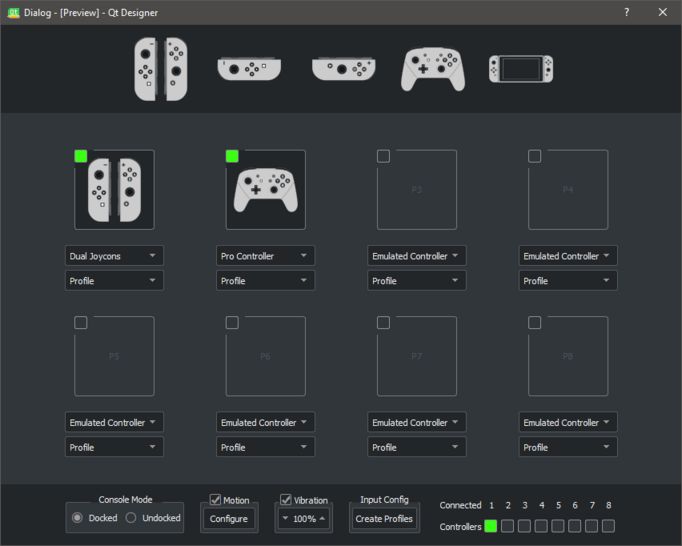 Dialog - [Preview] - Qt Designer
P3
P4
Dual Joycons
Pro Controller
Emulated Controller
Emulated Controller
Profile
Profile
Profile
Profile
P5
P6
P7
P8
Emulated Controller
Emulated Controller
Emulated Controller
Emulated Controller
Profile
Profile
Profile
Profile
Console Mode
Motion
Vibration
Input Config
Connected 1 2 3 4 5 6 7 8
Docked Undocked
Configure
100%
Create Profiles
Controllers